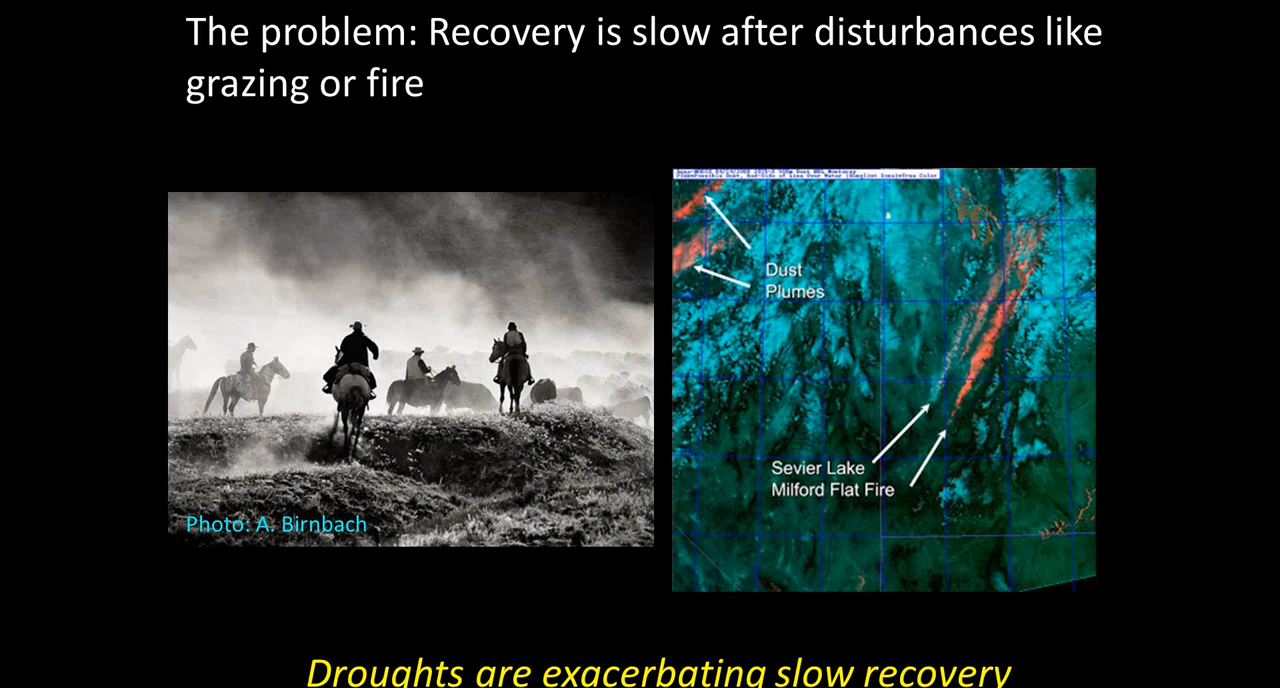 The problem: Recovery is slow after disturbances like
grazing or fire
Photo: A. Birnbach
Dust
Plumes
Sevier Lake
Milford Flat Fire
Droughts are exacerbating slow recovery